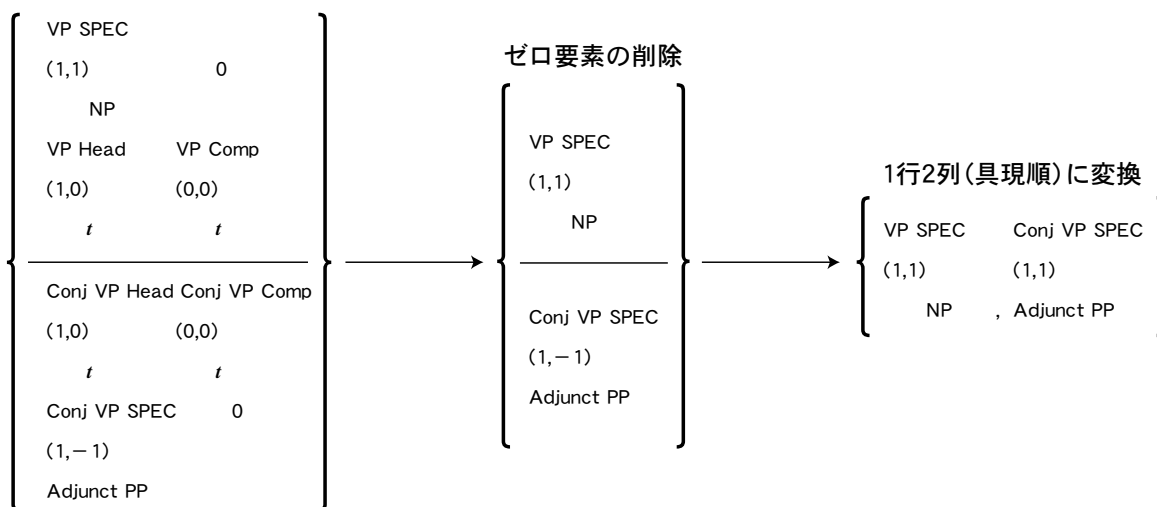 VP SPEC
(1,1) 0
NP
VP Head VP Comp
(1,0) (0,0)
t t
Conj VP Head Conj VP Comp
(1,0) (0,0)
t t
Conj VP SPEC 0
(1,－1)
Adjunct PP
ゼロ要素の削除
VP SPEC
(1,1)
NP
Conj VP SPEC
(1,－1)
Adjunct PP
1行2列(具現順)に変換
VP SPEC Conj VP SPEC
(1,1) (1,1)
NP , Adjunct PP